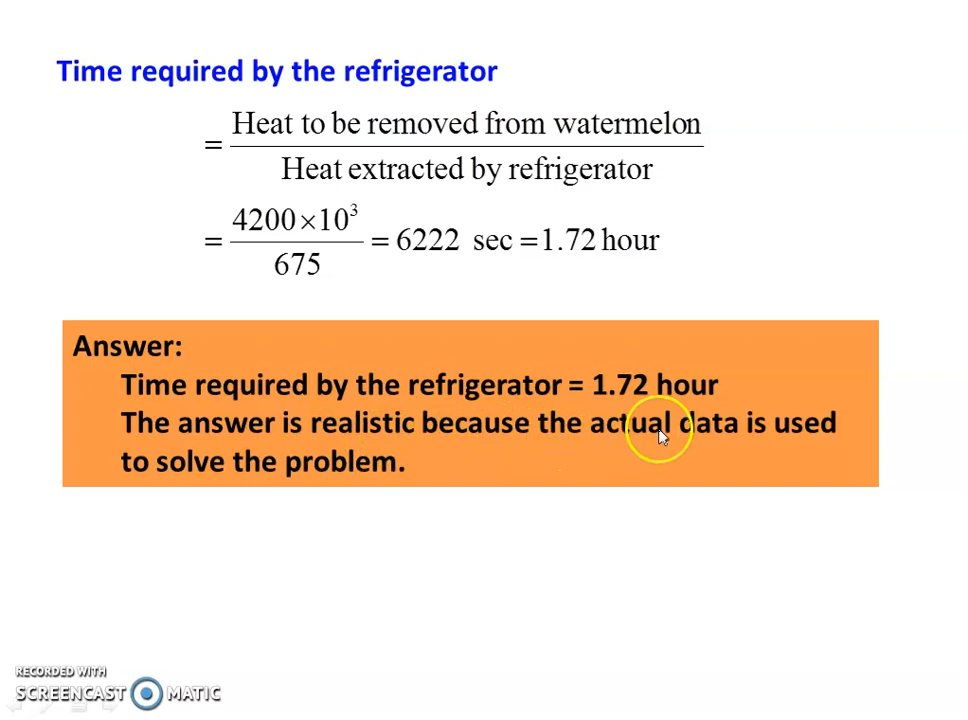 Time required by the refrigerator
= Heat to be removed from watermelon
Heat extracted by refrigerator
= 4200 ×10³
675
= 6222 sec = 1.72 hour
Answer:
Time required by the refrigerator = 1.72 hour
The answer is realistic because the actual data is used
to solve the problem.
RECORDED WITH
SCREENCAST MATIC